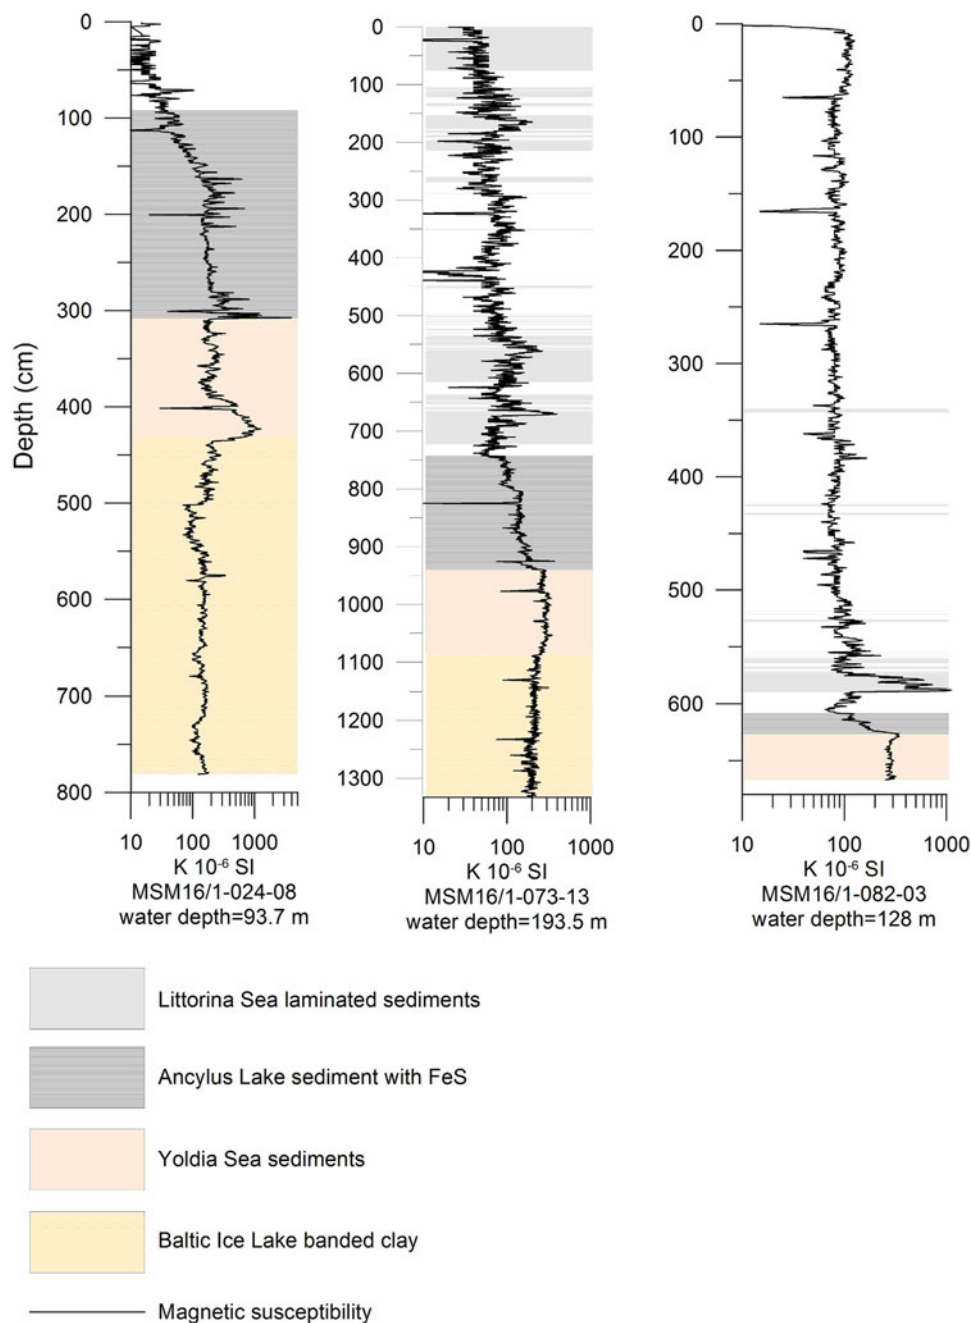 Depth (cm)
0
100
200
300
400
500
600
700
800
10 100 1000
K 10⁻⁶ SI
MSM16/1-024-08
water depth=93.7 m
0
100
200
300
400
500
600
700
800
900
1000
1100
1200
1300
10 100 1000
K 10⁻⁶ SI
MSM16/1-073-13
water depth=193.5 m
0
100
200
300
400
500
600
10 100 1000
K 10⁻⁶ SI
MSM16/1-082-03
water depth=128 m
Littorina Sea laminated sediments
Ancylus Lake sediment with FeS
Yoldia Sea sediments
Baltic Ice Lake banded clay
Magnetic susceptibility